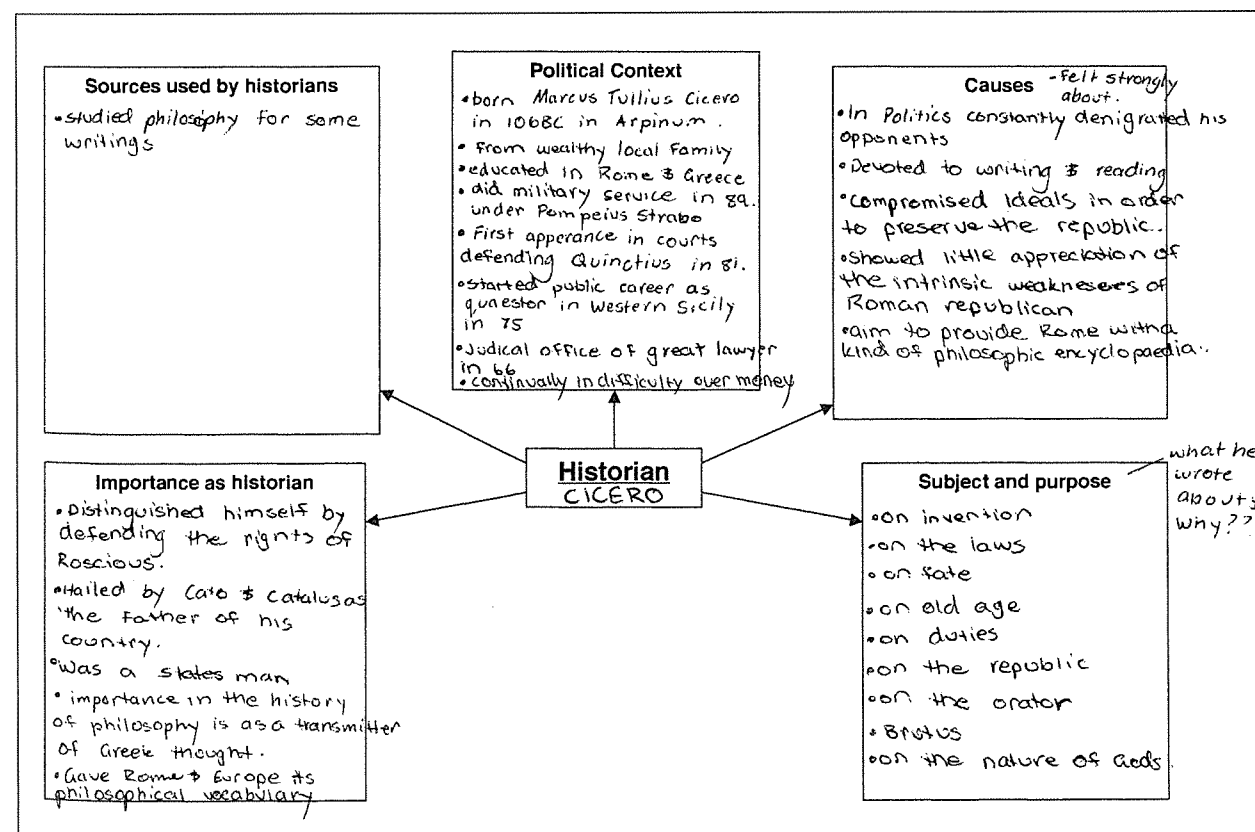 Sources used by historians
• studied philosophy for some
writings
Political Context
• born Marcus Tullius Cicero
in 106BC in Arpinum.
• From wealthy local Family
• educated in Rome & Greece
• did military service in 89.
under Pompeius Strabo
• First apperance in courts
defending Quinctius in 81.
• started public career as
quaestor in Western Sicily
in 75
• Judical office of great lawyer
in 66
• continually in difficulty over money
Causes
- Felt strongly
about.
• In Politics constantly denigrated his
opponents
• Devoted to writing & reading
• compromised Ideals in order
to preserve the republic..
• showed little appreciation of
the intrinsic weaknesses of
Roman republican
• aim to provide Rome with a
kind of philosophic encyclopaedia..
Historian
CICERO
Importance as historian
• Distinguished himself by
defending the rights of
Roscious.
• Hailed by Cato & Catalus as
'the Father of his
country.
• Was a states man
• importance in the history
of philosophy is as a transmitter
of Greek thought.
• Gave Rome & Europe its
philosophical vocabulary
Subject and purpose
what he
wrote
about &
why??
• on invention
• on the laws
• on fate
• on old age
• on duties
• on the republic
• on the orator
• Brutus
• on the nature of Gods.